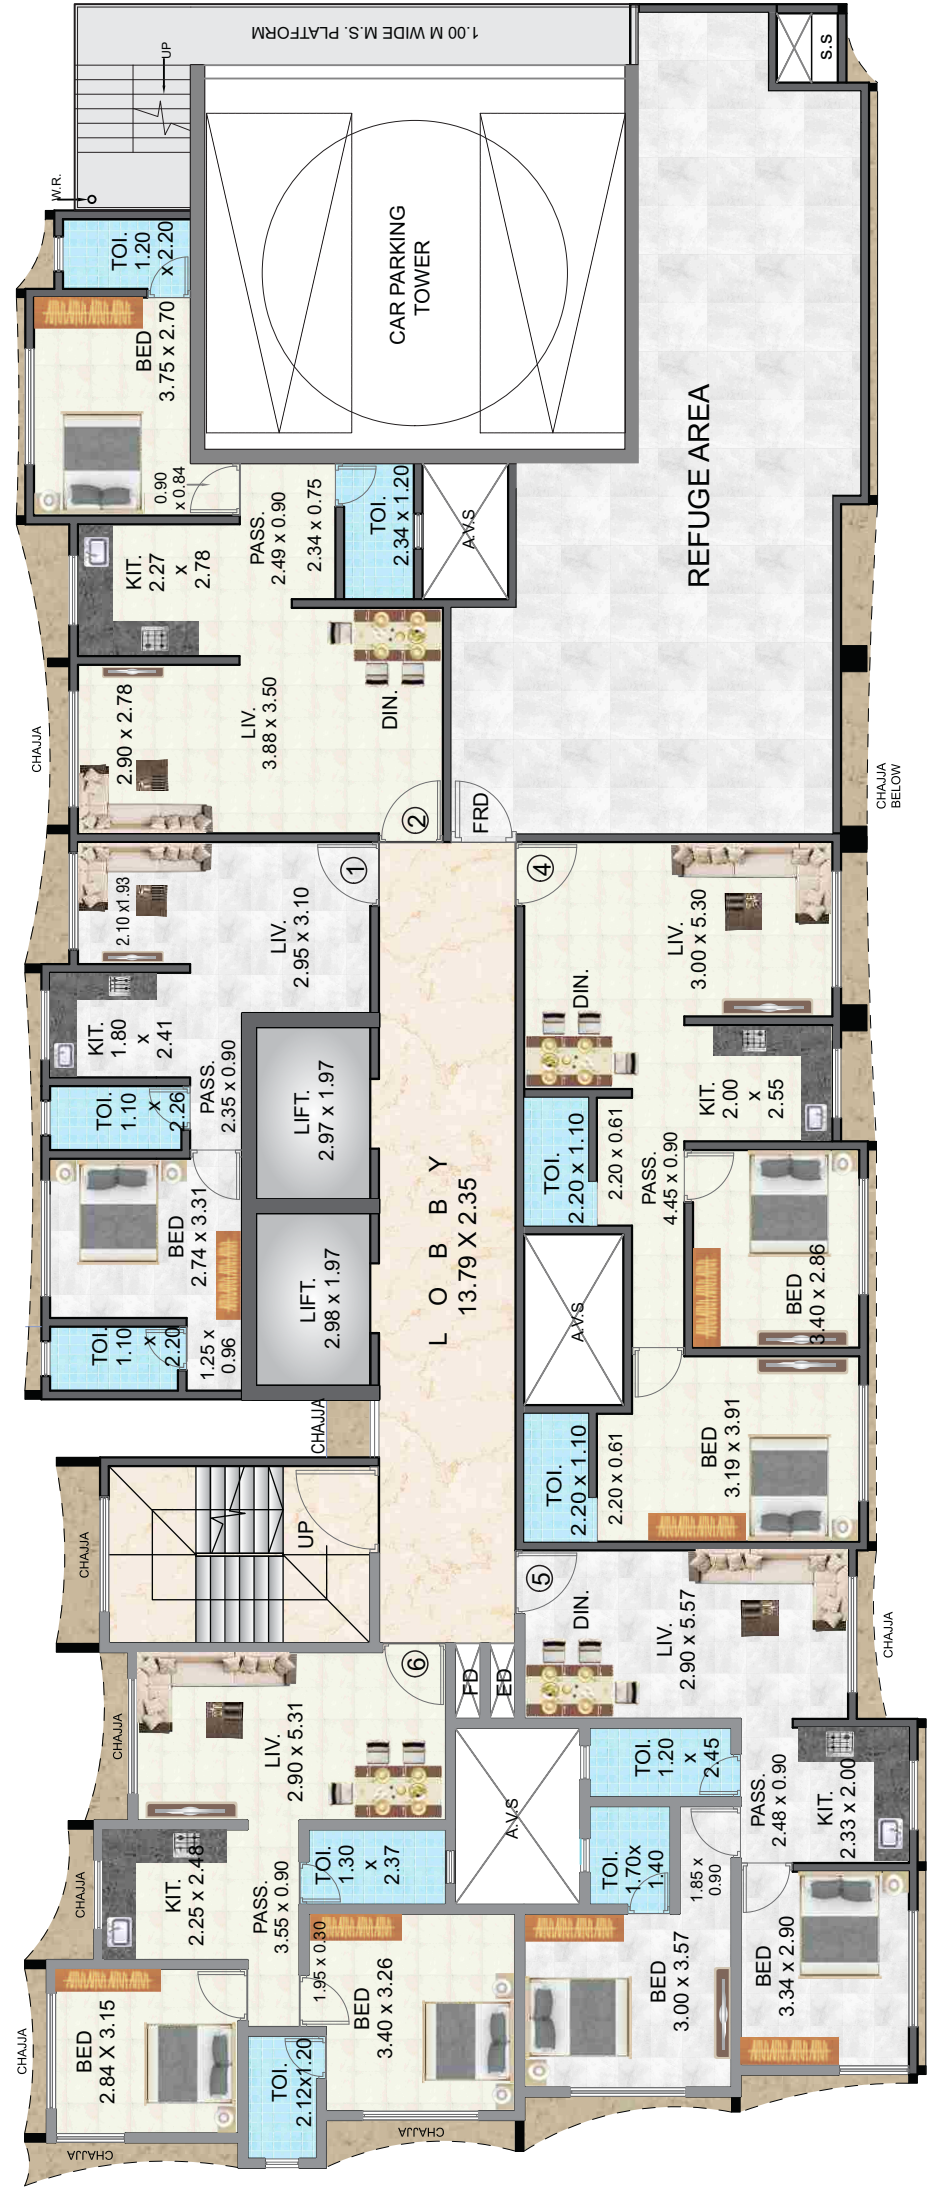 1.00 M WIDE M.S. PLATFORM
UP
S.S
W.R.
TOI.
1.20
x 2.20
CAR PARKING
TOWER
BED
3.75 x 2.70
0.90
x 0.84
REFUGE AREA
PASS.
2.49 x 0.90
2.34 x 0.75
TOI.
2.34 x 1.20
A.V.S
KIT.
2.27
x
2.78
2.90 x 2.78
LIV.
3.88 x 3.50
DIN.
CHAJJA
CHAJJA
BELOW
2
FRD
1
4
2.10 x1.93
LIV.
2.95 x 3.10
LIV.
3.00 x 5.30
DIN.
KIT.
1.80
x
2.41
PASS.
2.35 x 0.90
LIFT.
2.97 x 1.97
KIT.
2.00
x
2.55
TOI.
1.10
x
2.26
TOI.
2.20 x 1.10
2.20 x 0.61
PASS.
4.45 x 0.90
BED
2.74 x 3.31
LOBBY
13.79 X 2.35
LIFT.
2.98 x 1.97
A.V.S
BED
3.40 x 2.86
TOI.
1.10
x
2.20
1.25 x
0.96
CHAJJA
TOI.
2.20 x 1.10
2.20 x 0.61
BED
3.19 x 3.91
UP
CHAJJA
5
DIN.
LIV.
2.90 x 5.57
CHAJJA
6
FD
ED
CHAJJA
LIV.
2.90 x 5.31
A.V.S
TOI.
1.20
x
2.45
PASS.
2.48 x 0.90
KIT.
2.33 x 2.00
CHAJJA
KIT.
2.25 x 2.48
PASS.
3.55 x 0.90
TOI.
1.30
x
2.37
TOI.
1.70x
1.40
1.85 x
0.90
1.95 x 0.30
CHAJJA
BED
2.84 X 3.15
BED
3.40 x 3.26
BED
3.00 x 3.57
BED
3.34 x 2.90
TOI.
2.12x1.20
CHAJJA
CHAJJA